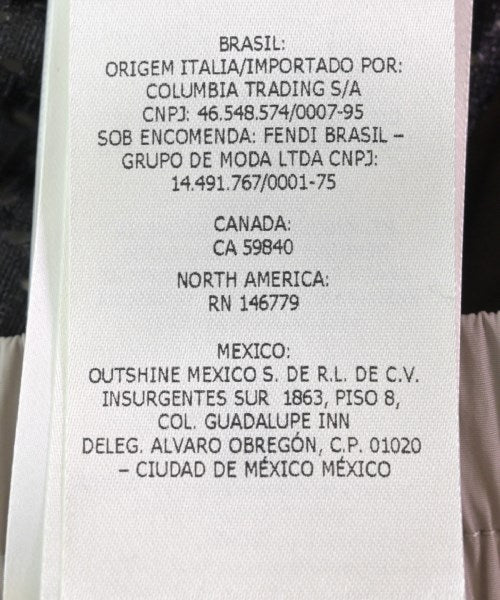 BRASIL:
ORIGEM ITALIA/IMPORTADO POR:
COLUMBIA TRADING S/A
CNPJ: 46.548.574/0007-95
SOB ENCOMENDA: FENDI BRASIL –
GRUPO DE MODA LTDA CNPJ:
14.491.767/0001-75
CANADA:
CA 59840
NORTH AMERICA:
RN 146779
MEXICO:
OUTSHINE MEXICO S. DE R.L. DE C.V.
INSURGENTES SUR 1863, PISO 8,
COL. GUADALUPE INN
DELEG. ALVARO OBREGÓN, C.P. 01020
– CIUDAD DE MÉXICO MÉXICO